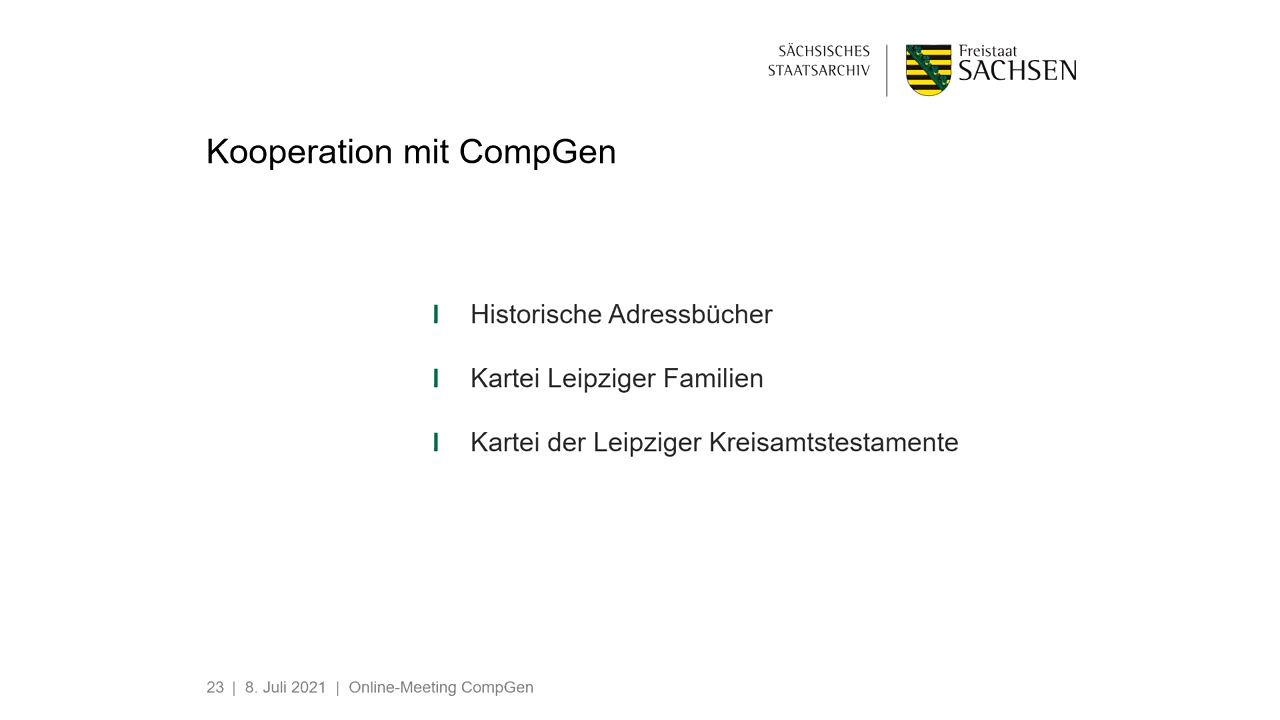 SÄCHSISCHES
STAATSARCHIV
Freistaat
SACHSEN
Kooperation mit CompGen
Historische Adressbücher
Kartei Leipziger Familien
Kartei der Leipziger Kreisamtstestamente
23 | 8. Juli 2021 | Online-Meeting CompGen